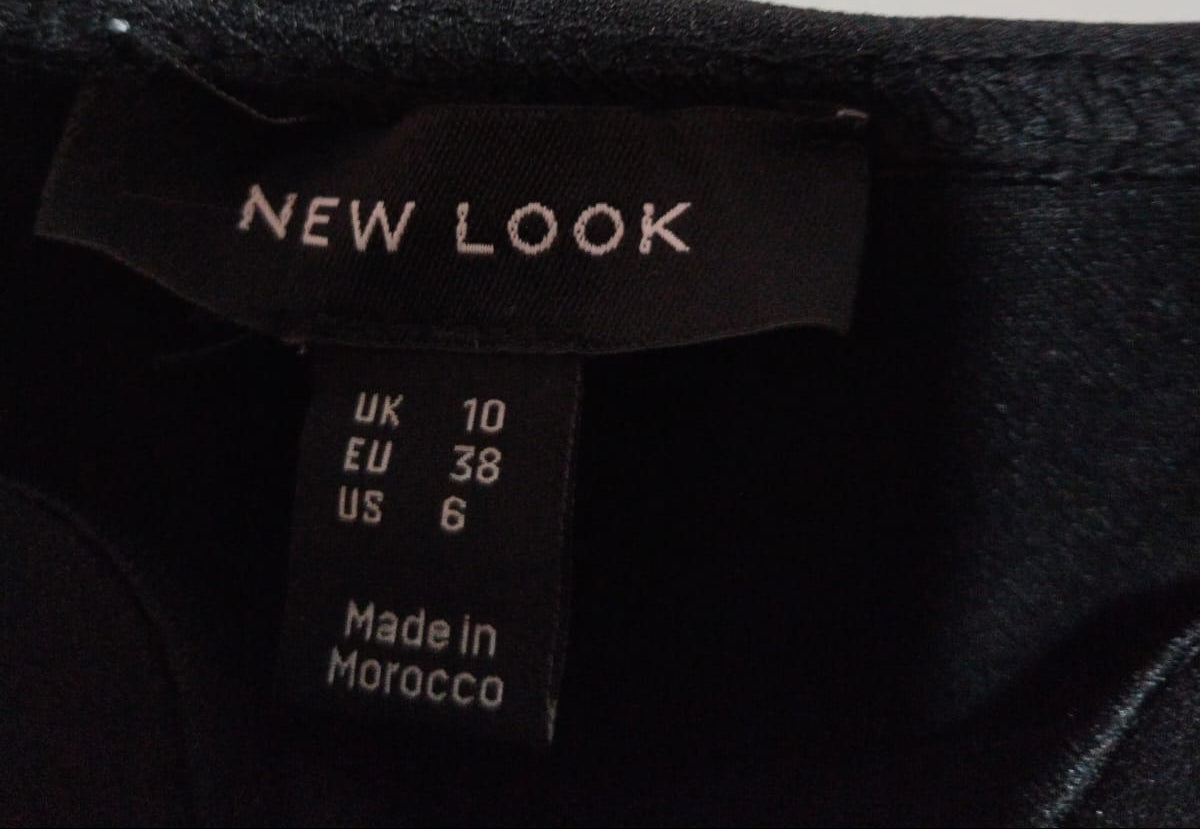 NEW LOOK
UK 10
EU 38
US 6
Made in
Morocco